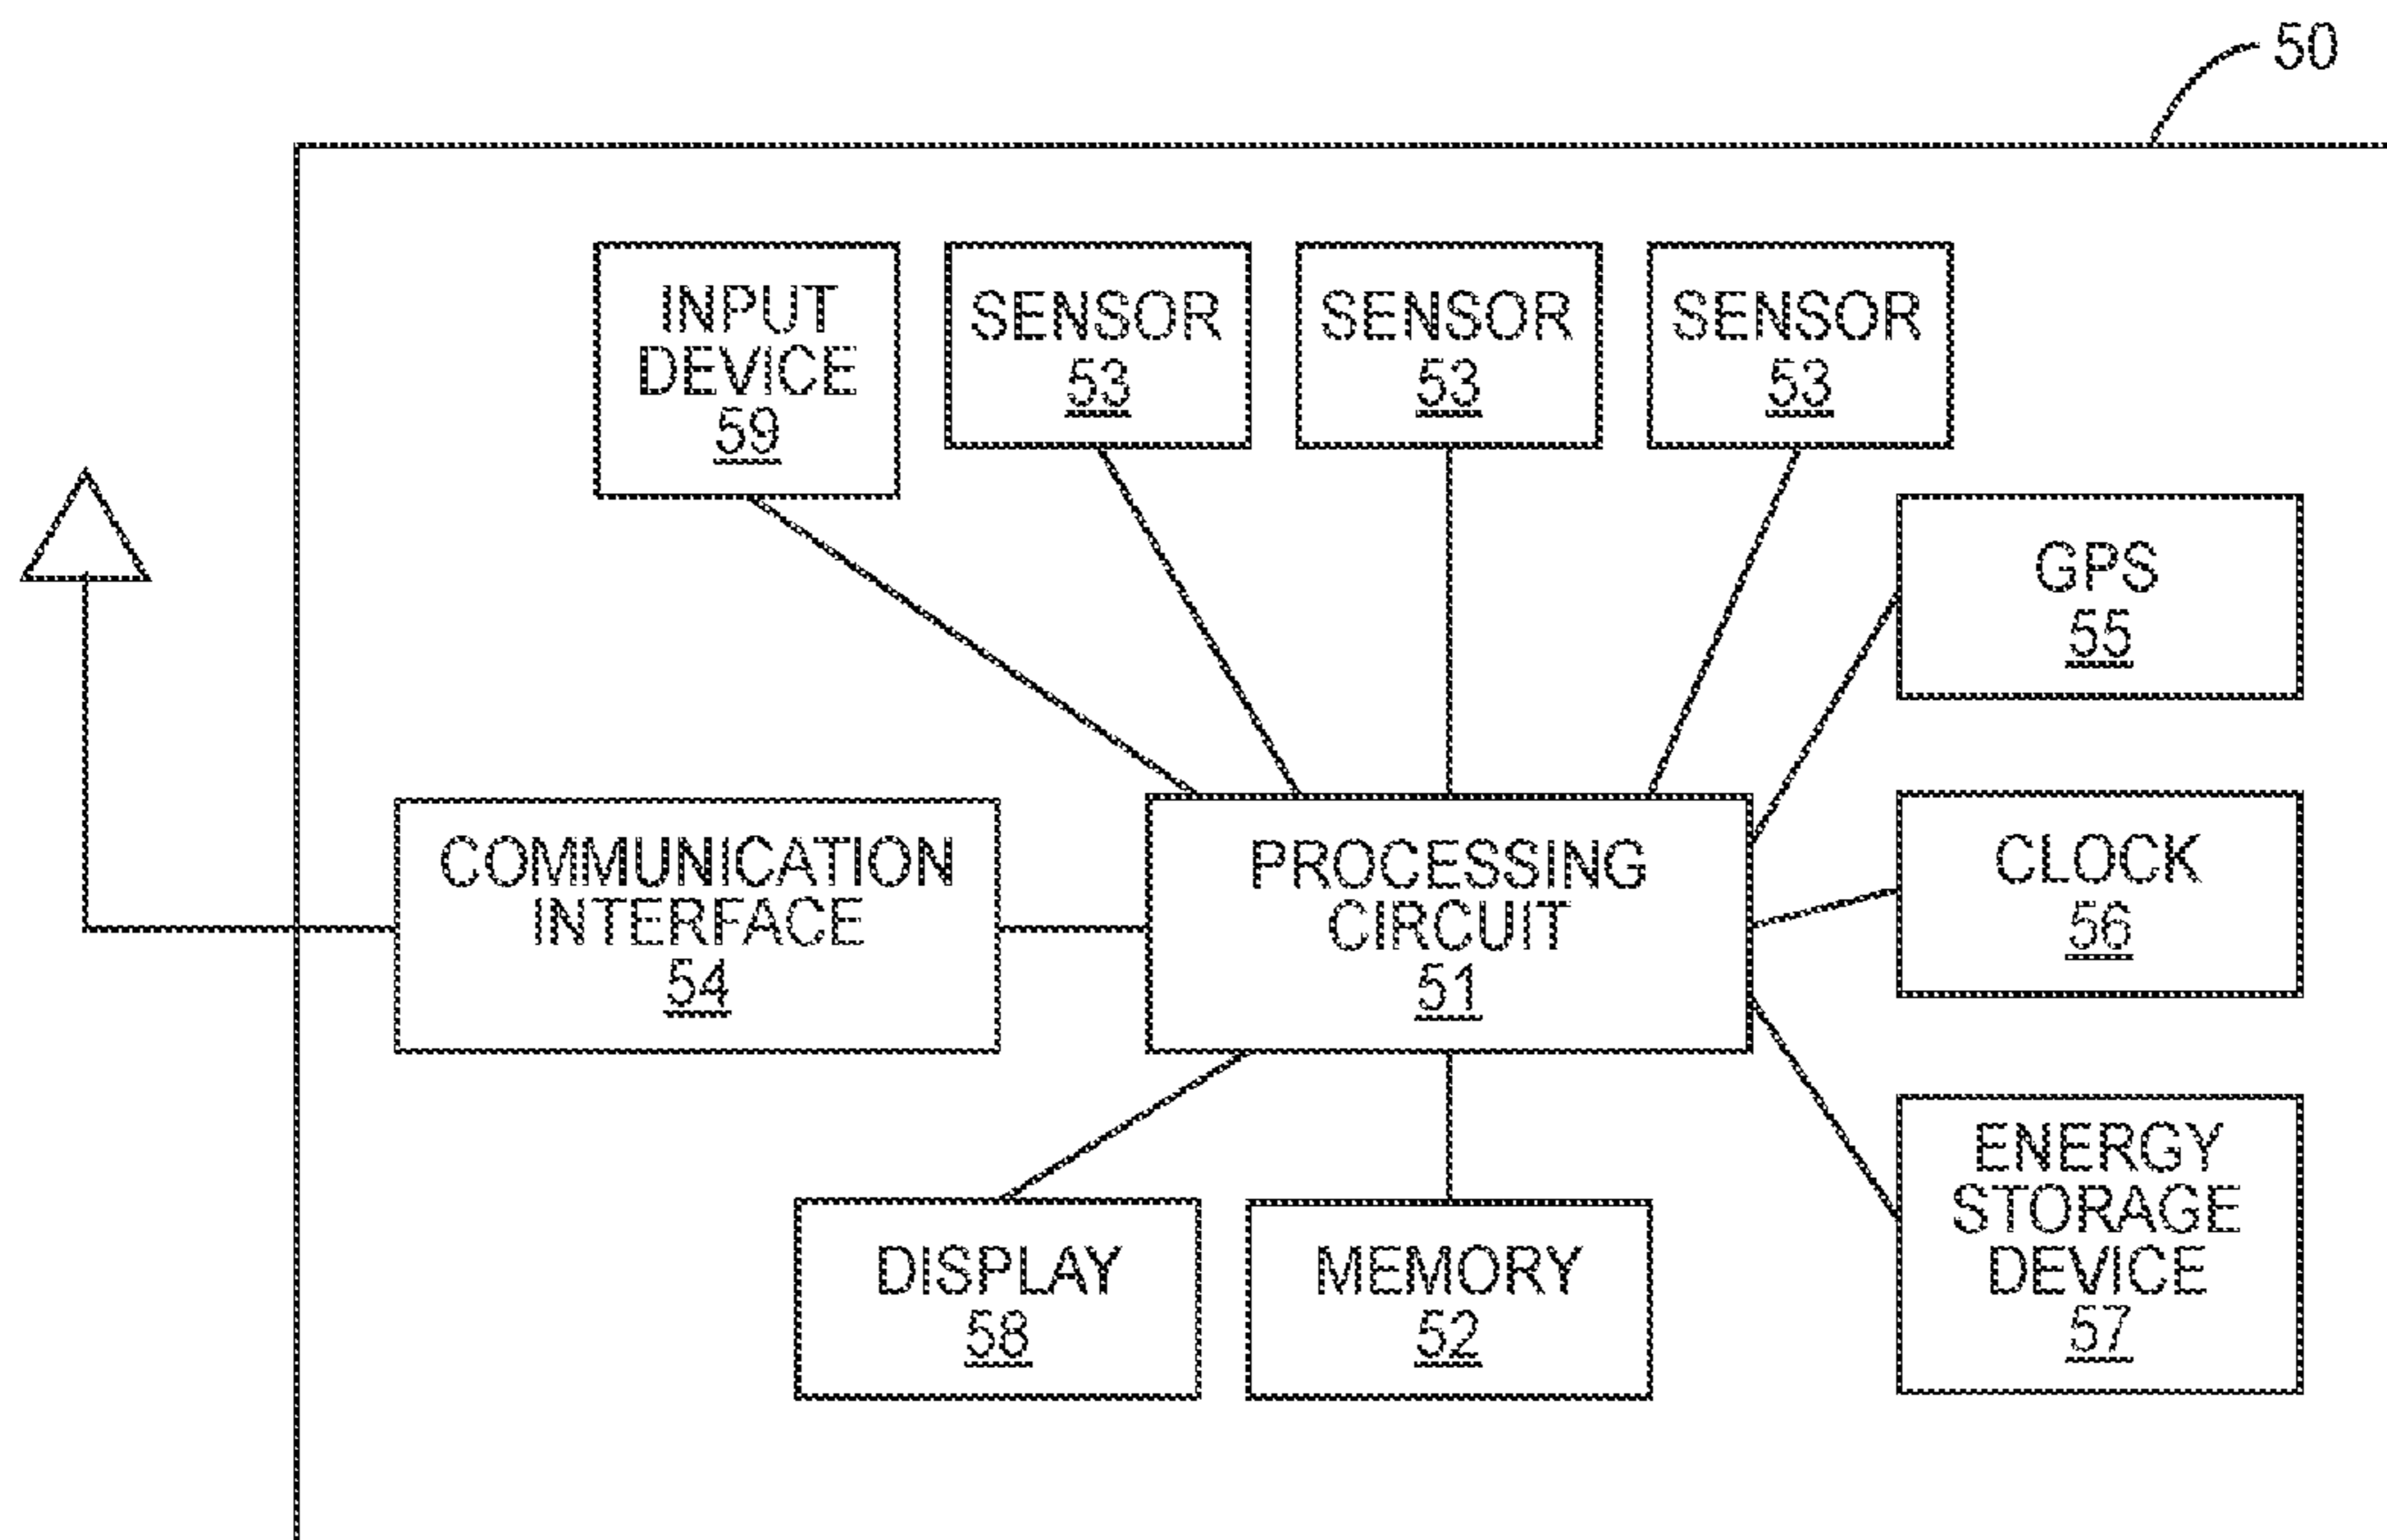 50
INPUT
DEVICE
59
SENSOR
53
SENSOR
53
SENSOR
53
GPS
55
COMMUNICATION
INTERFACE
54
PROCESSING
CIRCUIT
51
CLOCK
56
DISPLAY
58
MEMORY
52
ENERGY
STORAGE
DEVICE
57